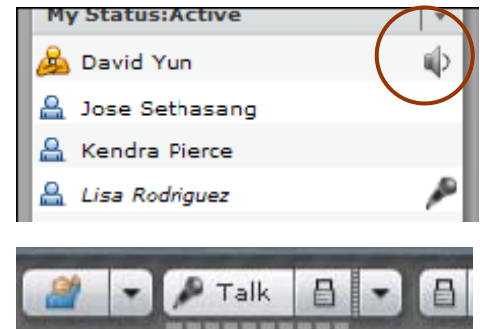 My Status:Active
David Yun
Jose Sethasang
Kendra Pierce
Lisa Rodriguez
Talk